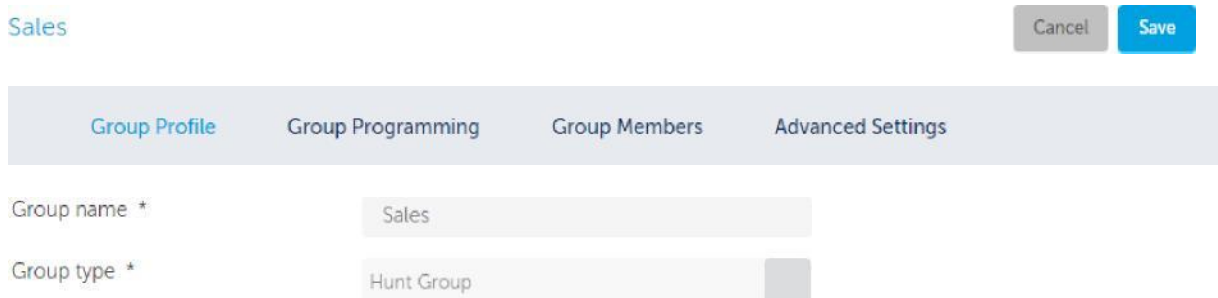 Sales
Cancel Save
Group Profile Group Programming Group Members Advanced Settings
Group name * Sales
Group type * Hunt Group